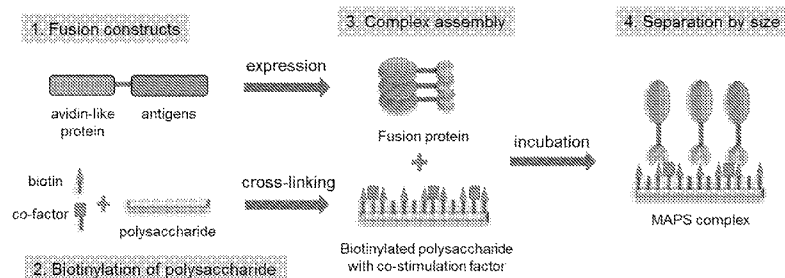 1. Fusion constructs
3. Complex assembly
4. Separation by size
expression
avidin-like
protein
antigens
Fusion protein
incubation
biotin
co-factor
polysaccharide
cross-linking
MAPS complex
Biotinylated polysaccharide
with co-stimulation factor
2. Biotinylation of polysaccharide